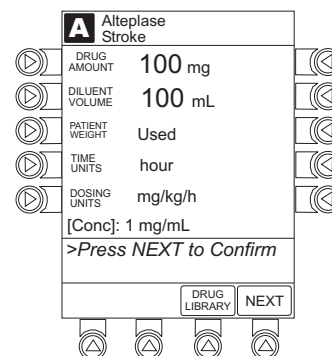 A Alteplase
Stroke
DRUG
AMOUNT 100 mg
DILUENT
VOLUME 100 mL
PATIENT
WEIGHT Used
TIME
UNITS hour
DOSING
UNITS mg/kg/h
[Conc]: 1 mg/mL
>Press NEXT to Confirm
DRUG
LIBRARY NEXT